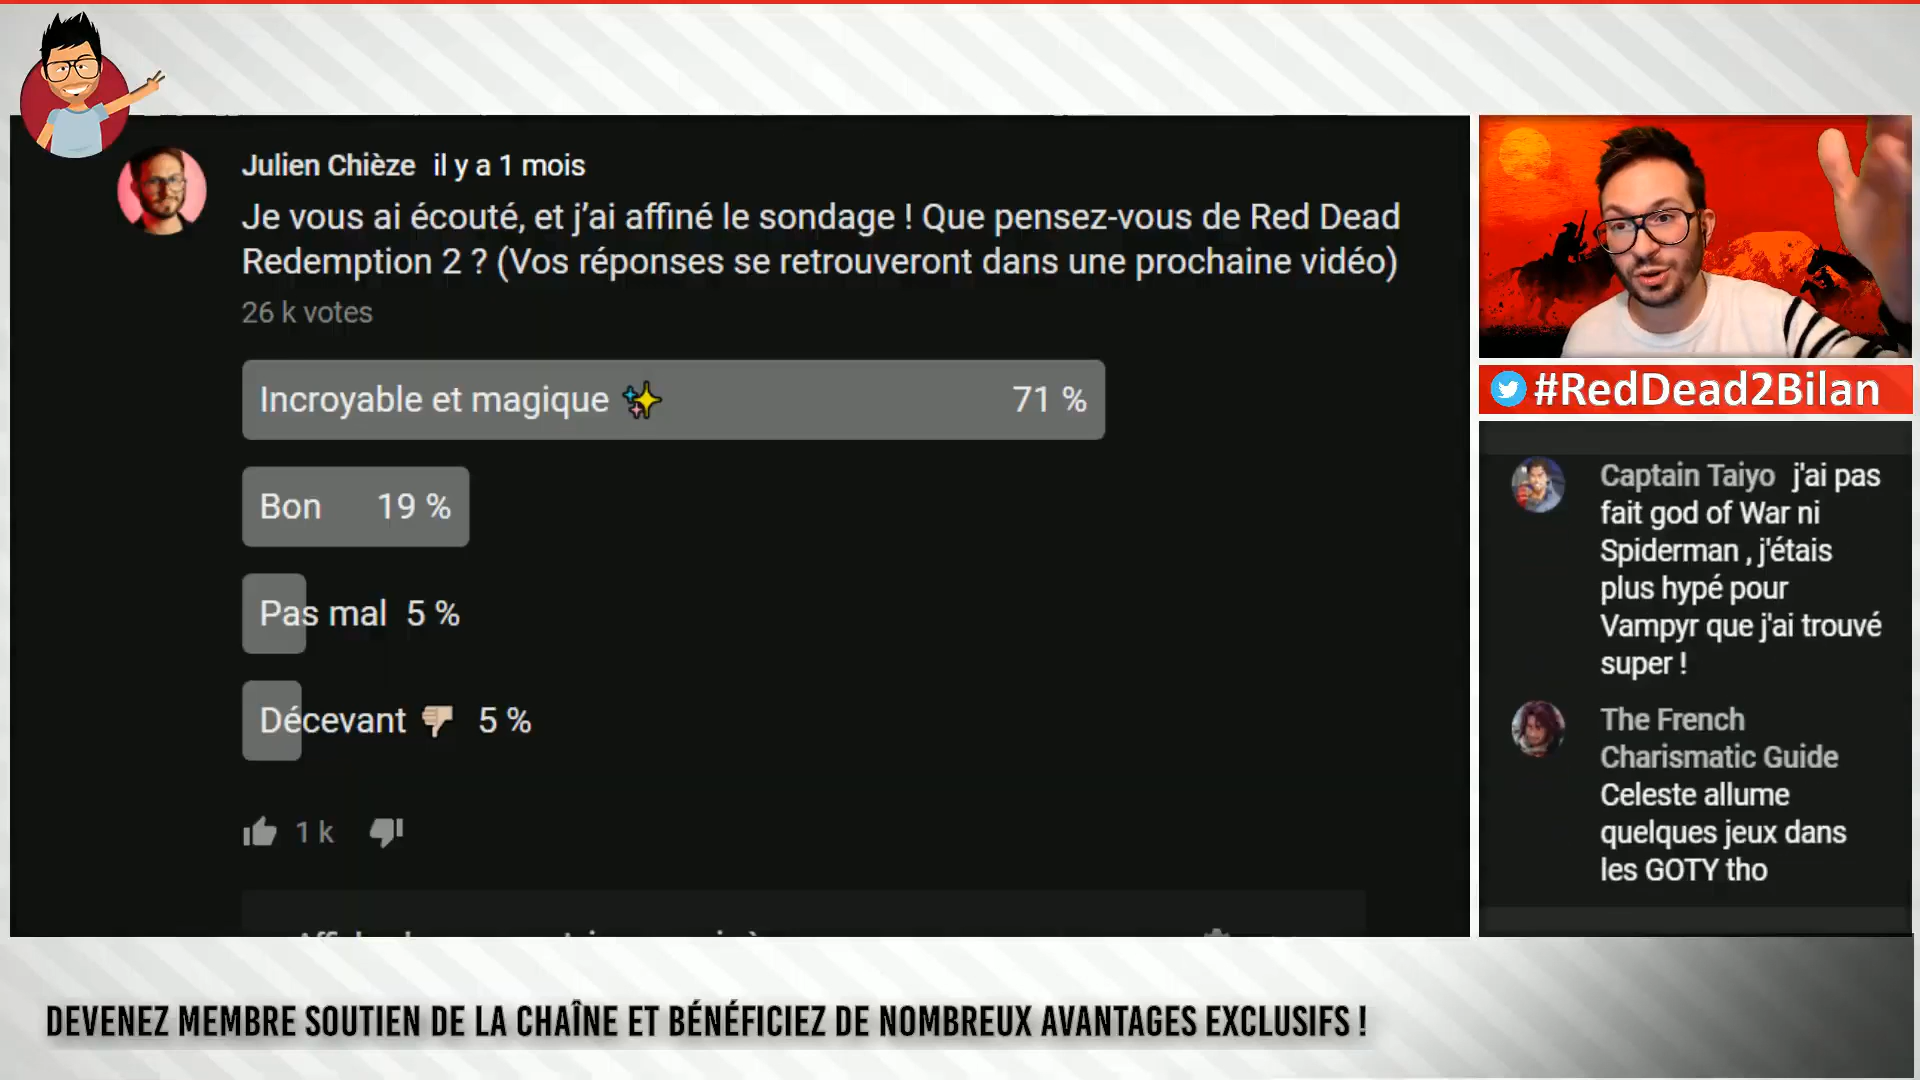 Julien Chièze il y a 1 mois
Je vous ai écouté, et j’ai affiné le sondage ! Que pensez-vous de Red Dead
Redemption 2 ? (Vos réponses se retrouveront dans une prochaine vidéo)
26 k votes
Incroyable et magique ✨ 71 %
Bon 19 %
Pas mal 5 %
Décevant 👎 5 %
1 k
#RedDead2Bilan
Captain Taiyo j'ai pas
fait god of War ni
Spiderman , j'étais
plus hypé pour
Vampyr que j'ai trouvé
super !
The French
Charismatic Guide
Celeste allume
quelques jeux dans
les GOTY tho
DEVENEZ MEMBRE SOUTIEN DE LA CHAÎNE ET BÉNÉFICIEZ DE NOMBREUX AVANTAGES EXCLUSIFS !